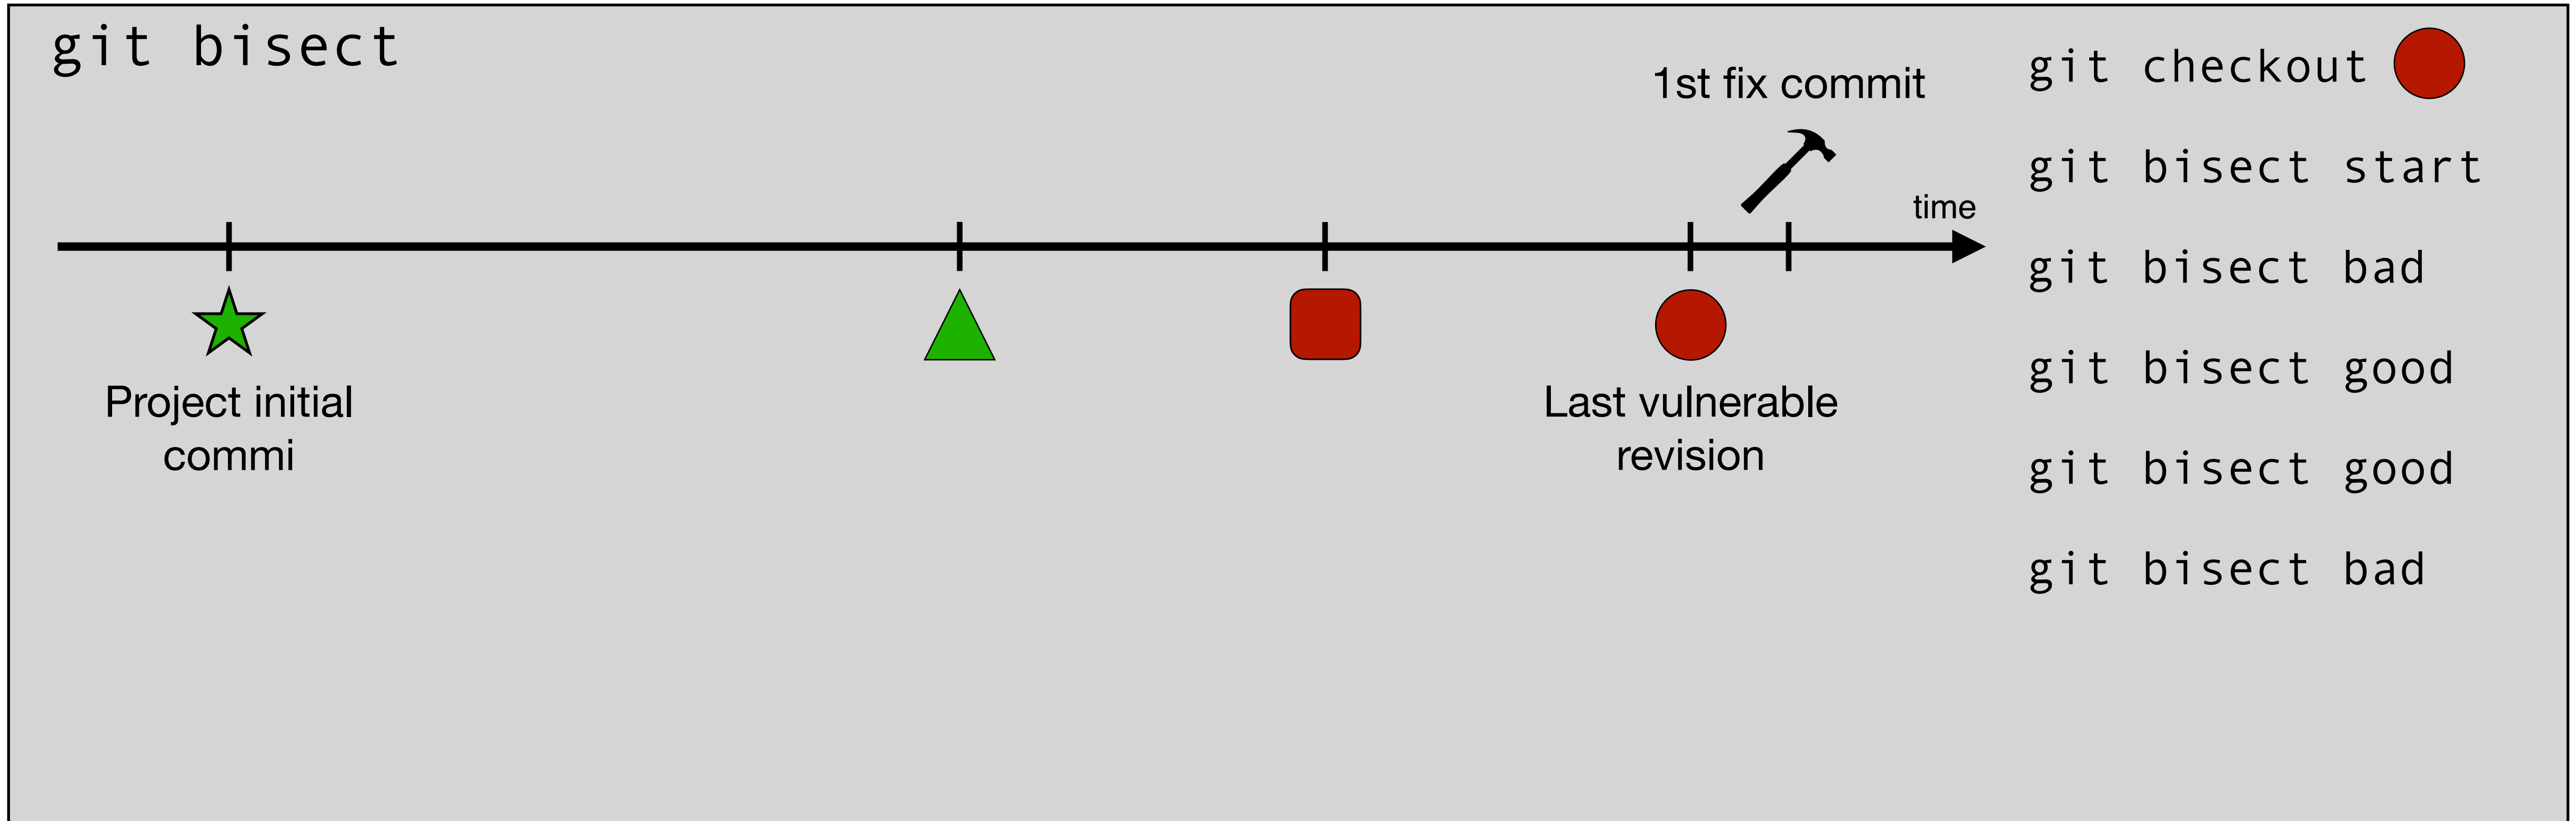 git bisect
1st fix commit
time
Project initial
commi
Last vulnerable
revision
git checkout
git bisect start
git bisect bad
git bisect good
git bisect good
git bisect bad